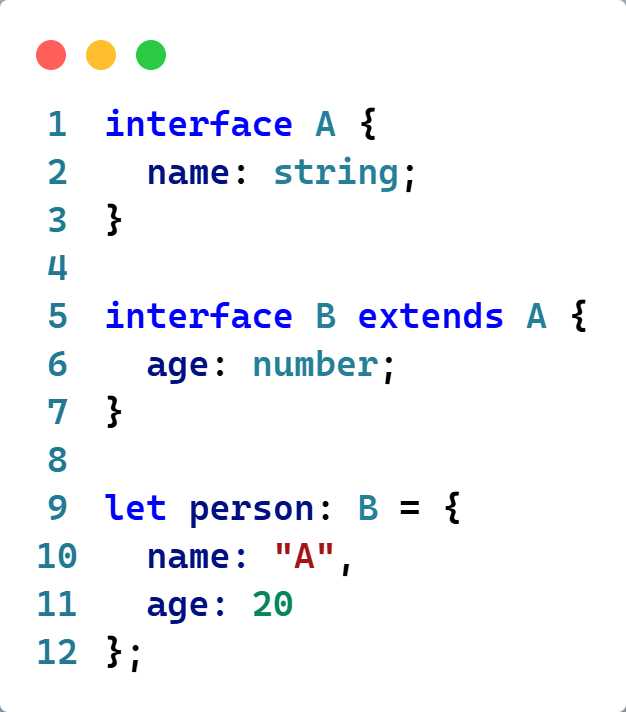 1 interface A {
2   name: string;
3 }
4
5 interface B extends A {
6   age: number;
7 }
8
9 let person: B = {
10   name: "A",
11   age: 20
12 };